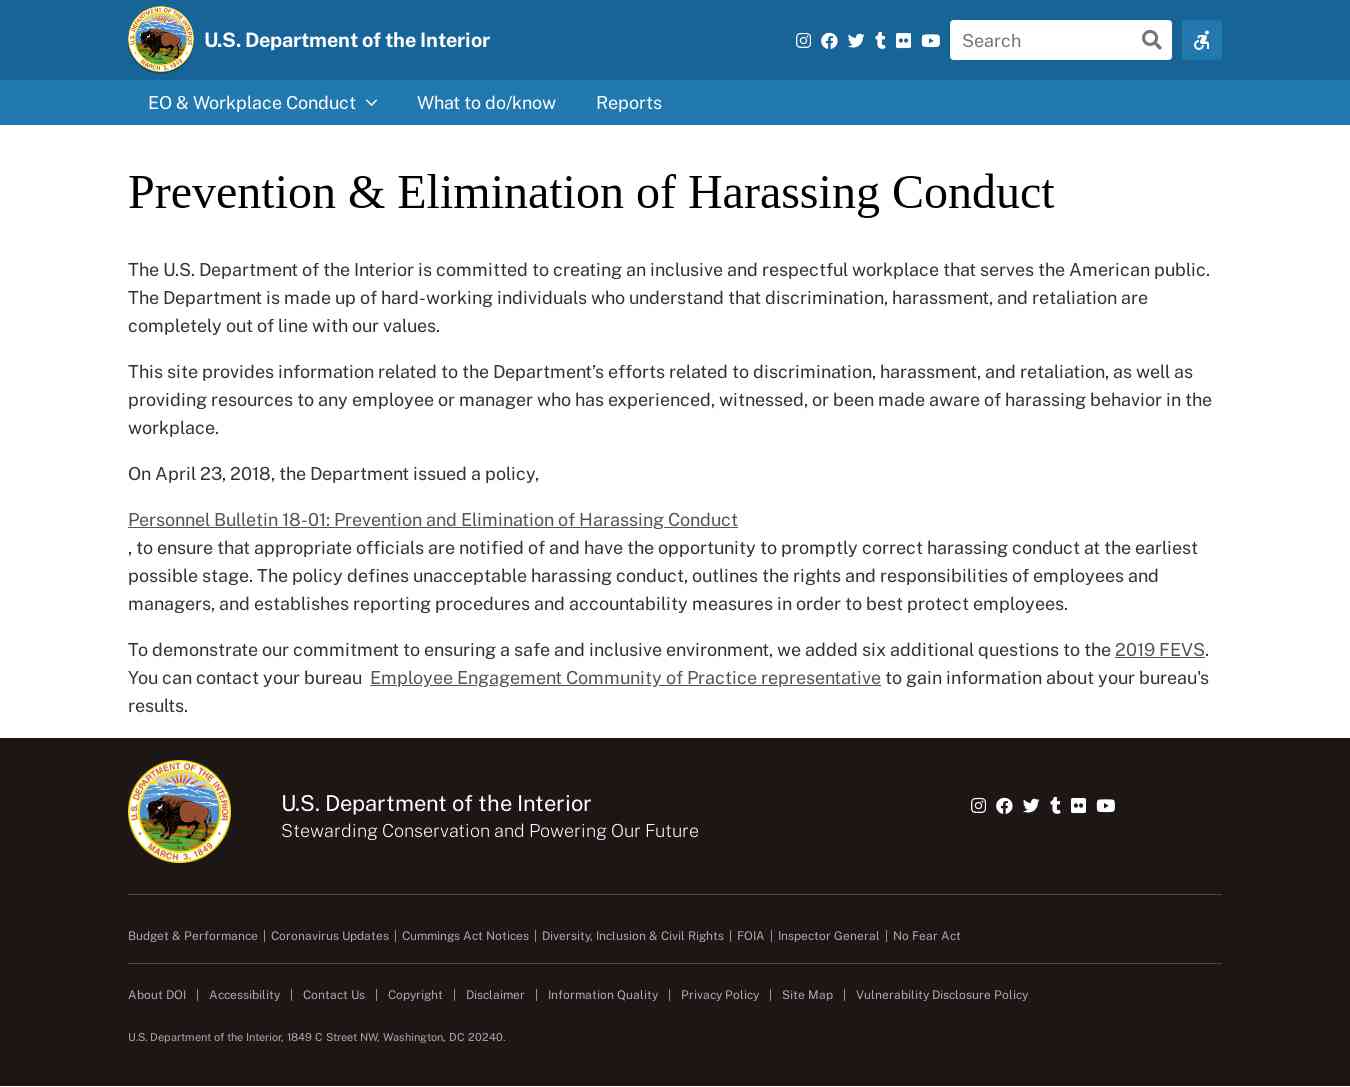 U.S. Department of the Interior
Search
EO & Workplace Conduct
What to do/know
Reports
Prevention & Elimination of Harassing Conduct
The U.S. Department of the Interior is committed to creating an inclusive and respectful workplace that serves the American public.
The Department is made up of hard-working individuals who understand that discrimination, harassment, and retaliation are
completely out of line with our values.
This site provides information related to the Department’s efforts related to discrimination, harassment, and retaliation, as well as
providing resources to any employee or manager who has experienced, witnessed, or been made aware of harassing behavior in the
workplace.
On April 23, 2018, the Department issued a policy,
Personnel Bulletin 18-01: Prevention and Elimination of Harassing Conduct
, to ensure that appropriate officials are notified of and have the opportunity to promptly correct harassing conduct at the earliest
possible stage. The policy defines unacceptable harassing conduct, outlines the rights and responsibilities of employees and
managers, and establishes reporting procedures and accountability measures in order to best protect employees.
To demonstrate our commitment to ensuring a safe and inclusive environment, we added six additional questions to the 2019 FEVS.
You can contact your bureau Employee Engagement Community of Practice representative to gain information about your bureau's
results.
U.S. DEPARTMENT OF THE INTERIOR
MARCH 3, 1849
U.S. Department of the Interior
Stewarding Conservation and Powering Our Future
Budget & Performance | Coronavirus Updates | Cummings Act Notices | Diversity, Inclusion & Civil Rights | FOIA | Inspector General | No Fear Act
About DOI | Accessibility | Contact Us | Copyright | Disclaimer | Information Quality | Privacy Policy | Site Map | Vulnerability Disclosure Policy
U.S. Department of the Interior, 1849 C Street NW, Washington, DC 20240.